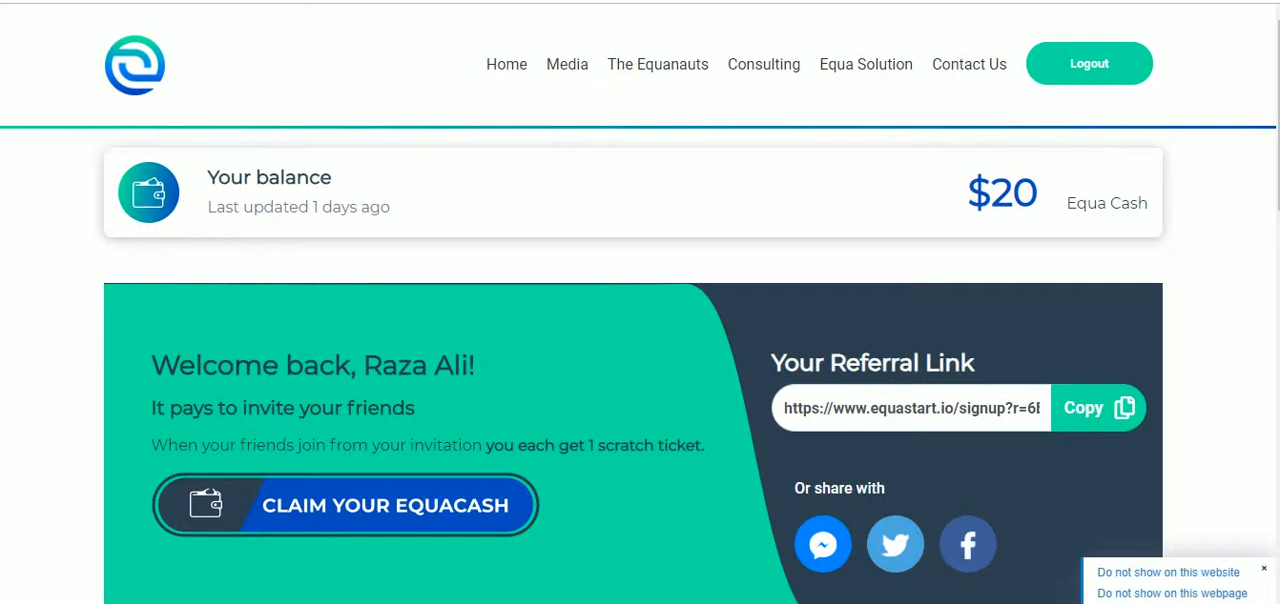 Home Media The Equanauts Consulting Equa Solution Contact Us Logout
Your balance
Last updated 1 days ago
$20 Equa Cash
Welcome back, Raza Ali!
It pays to invite your friends
When your friends join from your invitation you each get 1 scratch ticket.
CLAIM YOUR EQUACASH
Your Referral Link
https://www.equastart.io/signup?r=6 Copy
Or share with
Do not show on this website
Do not show on this webpage